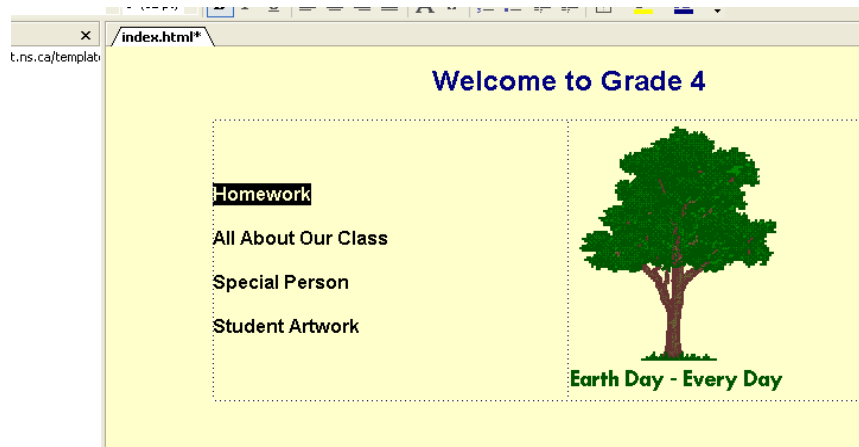 index.html*
t.ns.ca/templat
Welcome to Grade 4
Homework
All About Our Class
Special Person
Student Artwork
Earth Day - Every Day